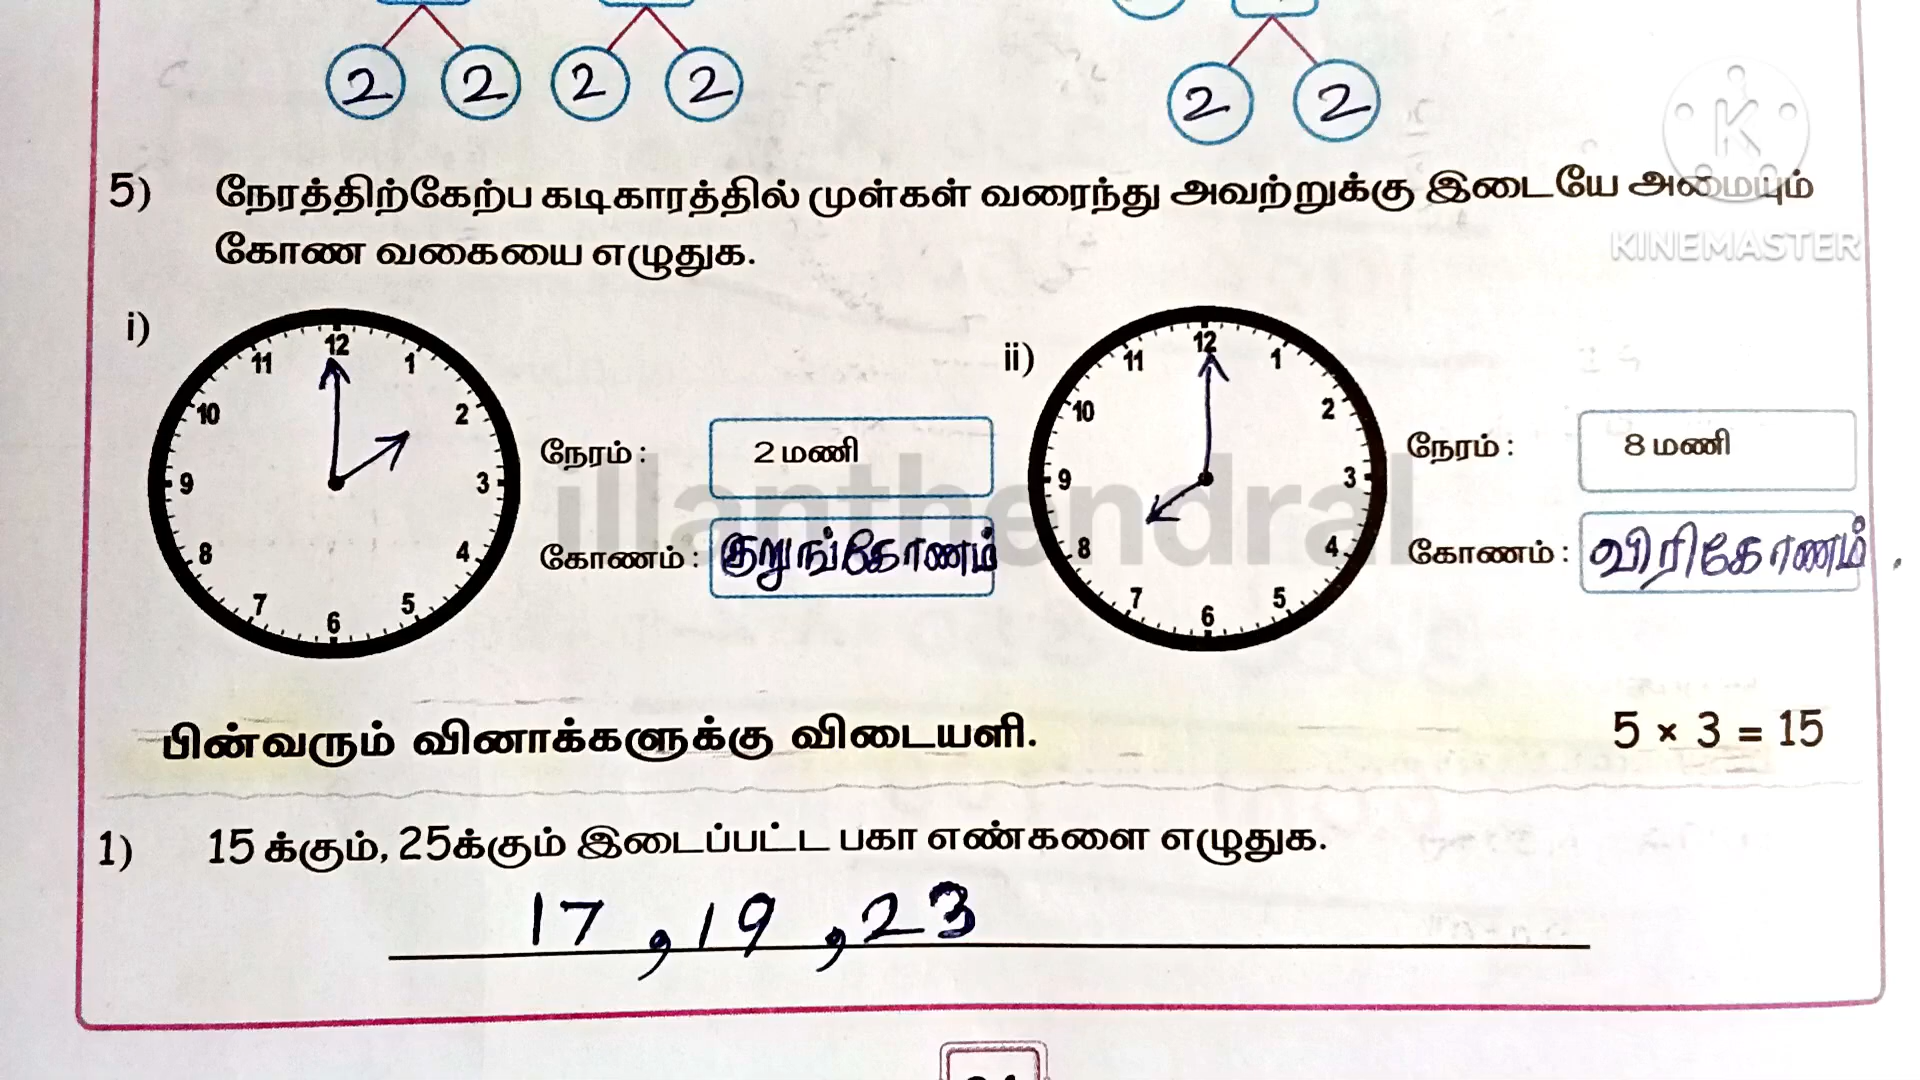 2 2 2 2 2 2
K
KINEMASTER
5) நேரத்திற்கேற்ப கடிகாரத்தில் முள்கள் வரைந்து அவற்றுக்கு இடையே அமையும்
கோண வகையை எழுதுக.
i) 12 1 2 3 4 5 6 7 8 9 10 11
நேரம் : 2 மணி
கோணம் : குறுங்கோணம்
ii) 12 1 2 3 4 5 6 7 8 9 10 11
நேரம் : 8 மணி
கோணம் : விரிகோணம்.
illanthendral
பின்வரும் வினாக்களுக்கு விடையளி. 5 × 3 = 15
1) 15 க்கும், 25க்கும் இடைப்பட்ட பகா எண்களை எழுதுக.
17, 19, 23